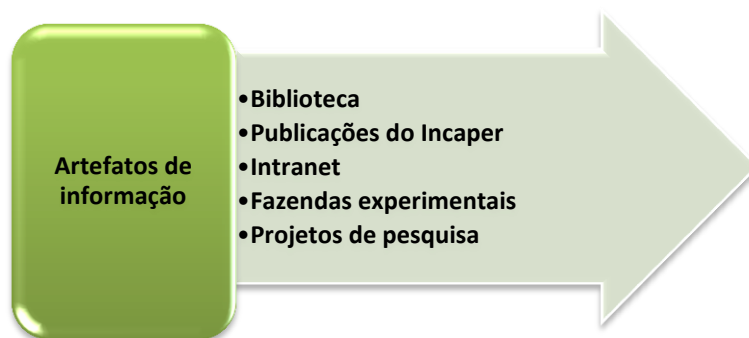 Artefatos de
informação
•Biblioteca
•Publicações do Incaper
•Intranet
•Fazendas experimentais
•Projetos de pesquisa